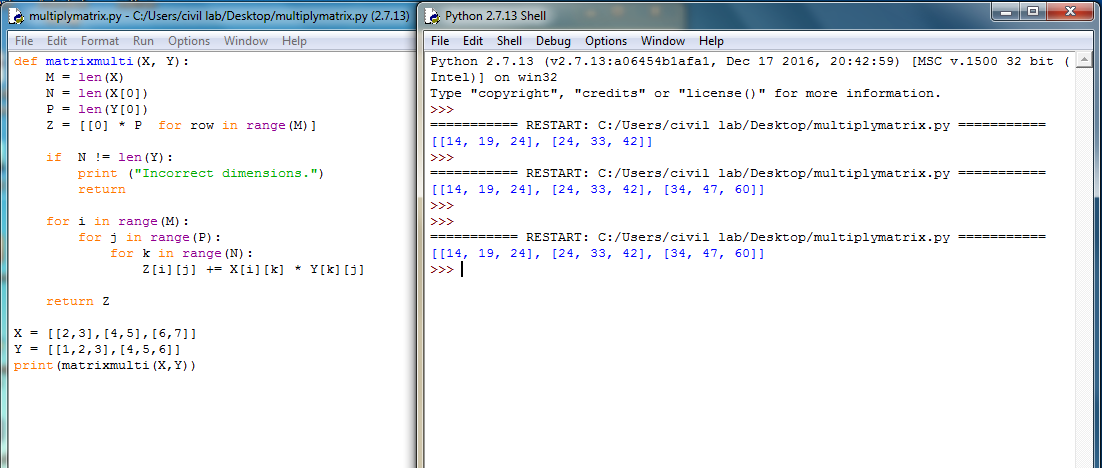 multiplymatrix.py - C:/Users/civil lab/Desktop/multiplymatrix.py (2.7.13)
File Edit Format Run Options Window Help
def matrixmulti(X, Y):
    M = len(X)
    N = len(X[0])
    P = len(Y[0])
    Z = [[0] * P  for row in range(M)]

    if  N != len(Y):
        print ("Incorrect dimensions.")
        return

    for i in range(M):
        for j in range(P):
            for k in range(N):
                Z[i][j] += X[i][k] * Y[k][j]

    return Z

X = [[2,3],[4,5],[6,7]]
Y = [[1,2,3],[4,5,6]]
print(matrixmulti(X,Y))
Python 2.7.13 Shell
File Edit Shell Debug Options Window Help
Python 2.7.13 (v2.7.13:a06454b1afa1, Dec 17 2016, 20:42:59) [MSC v.1500 32 bit (
Intel)] on win32
Type "copyright", "credits" or "license()" for more information.
>>>
=========== RESTART: C:/Users/civil lab/Desktop/multiplymatrix.py ===========
[[14, 19, 24], [24, 33, 42]]
>>>
=========== RESTART: C:/Users/civil lab/Desktop/multiplymatrix.py ===========
[[14, 19, 24], [24, 33, 42], [34, 47, 60]]
>>>
>>>
=========== RESTART: C:/Users/civil lab/Desktop/multiplymatrix.py ===========
[[14, 19, 24], [24, 33, 42], [34, 47, 60]]
>>>